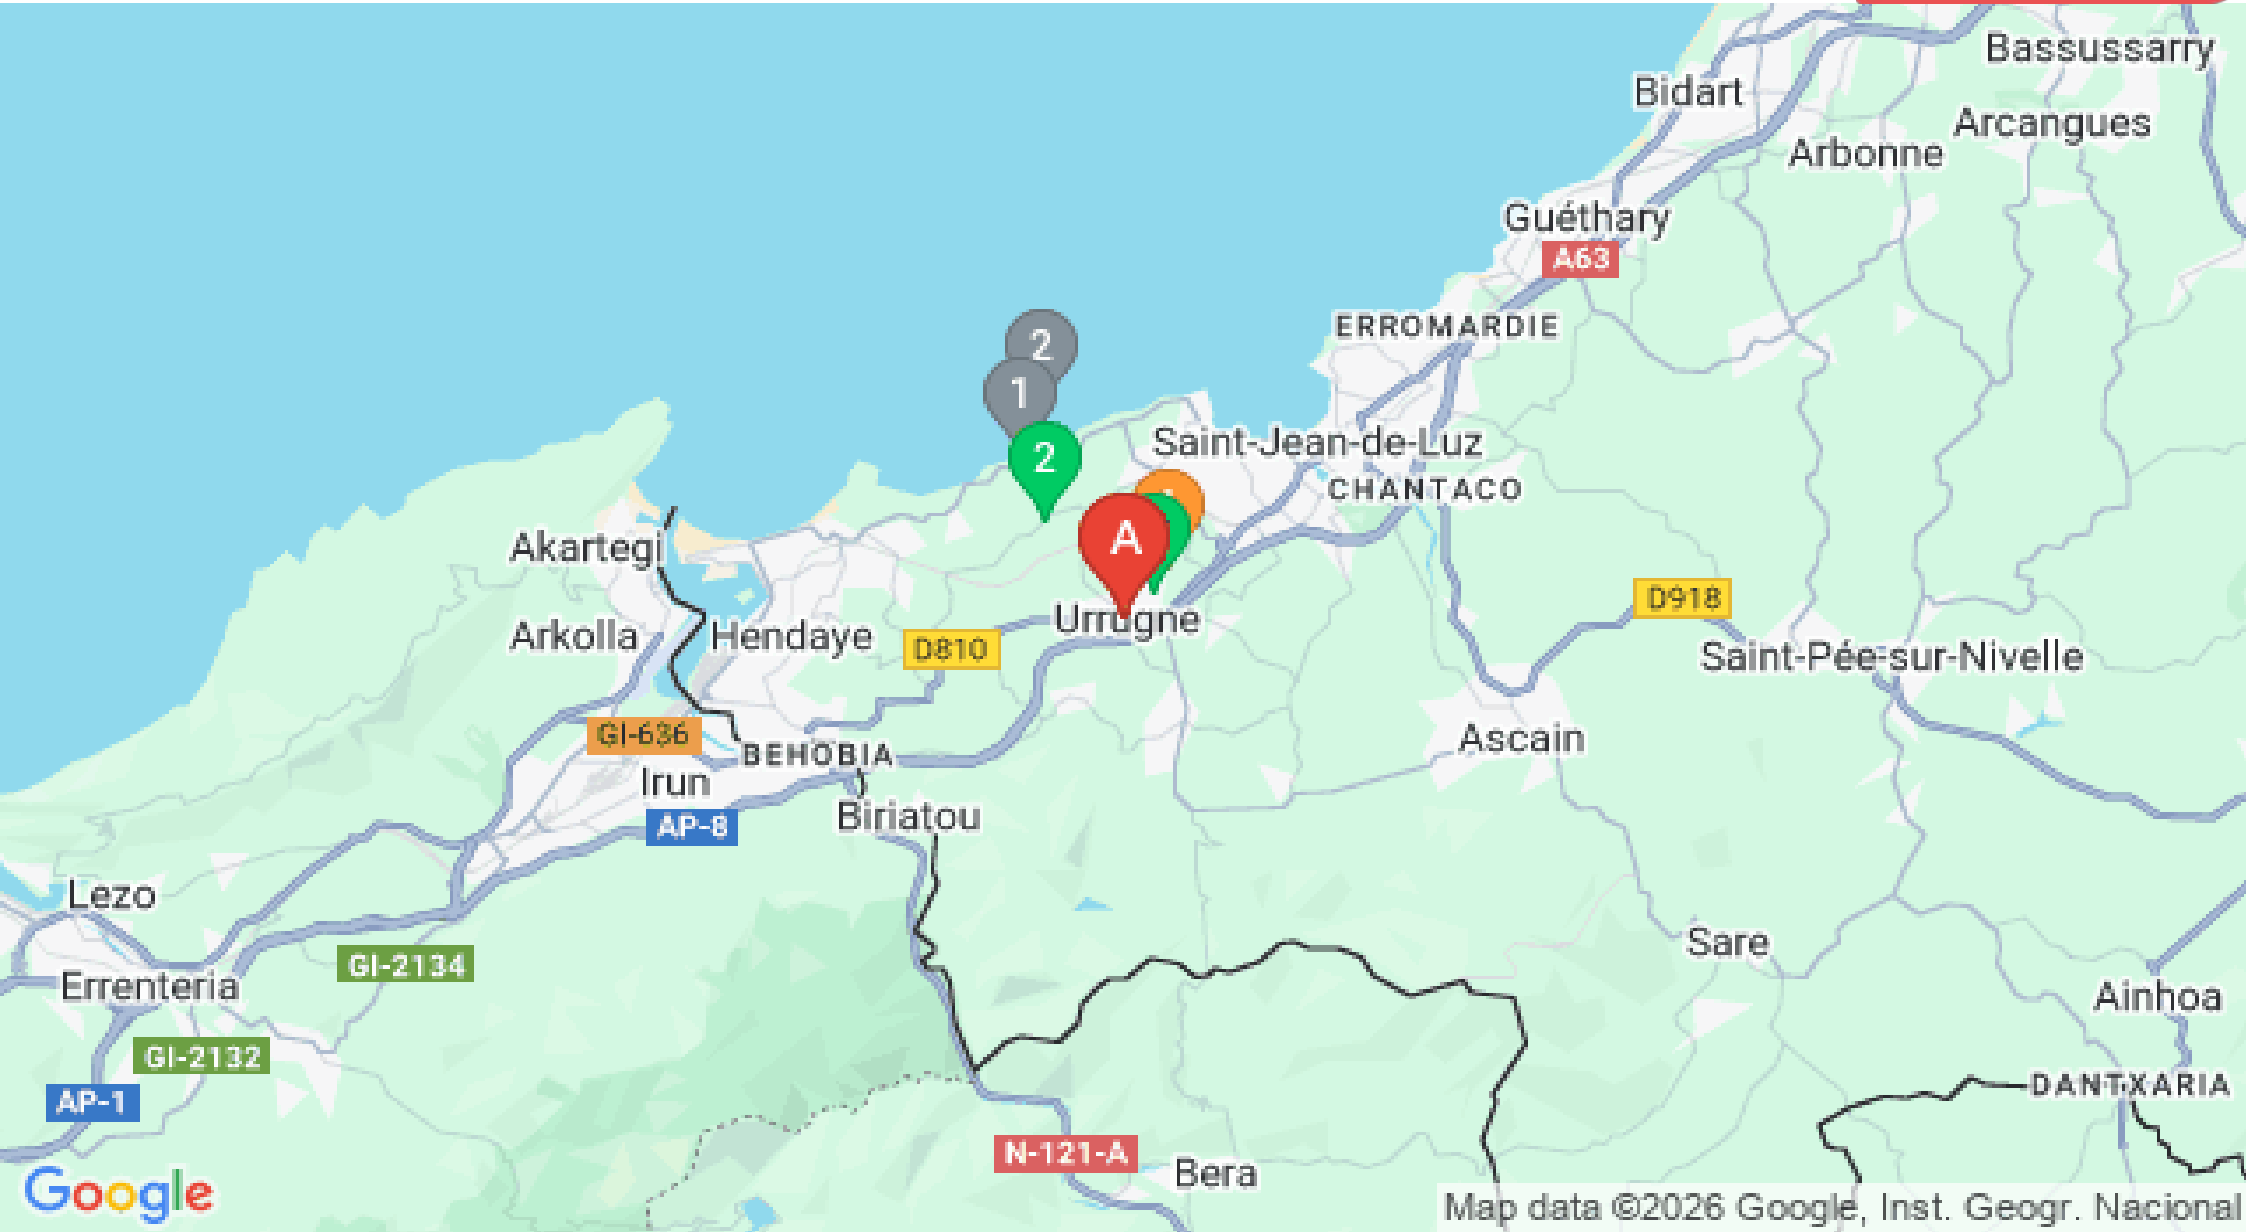 Bassussarry
Bidart
Arcangues
Arbonne
Guéthary
A63
ERROMARDIE
2
1
Saint-Jean-de-Luz
2
CHANTACO
A
Akartegi
D918
Urrugne
Arkolla
Hendaye
D810
Saint-Pée-sur-Nivelle
GI-636
Ascain
BEHOBIA
Irun
Biriatou
AP-8
Lezo
Sare
GI-2134
Errenteria
Ainhoa
GI-2132
DANTXARIA
AP-1
N-121-A
Bera
Google
Map data ©2026 Google, Inst. Geogr. Nacional